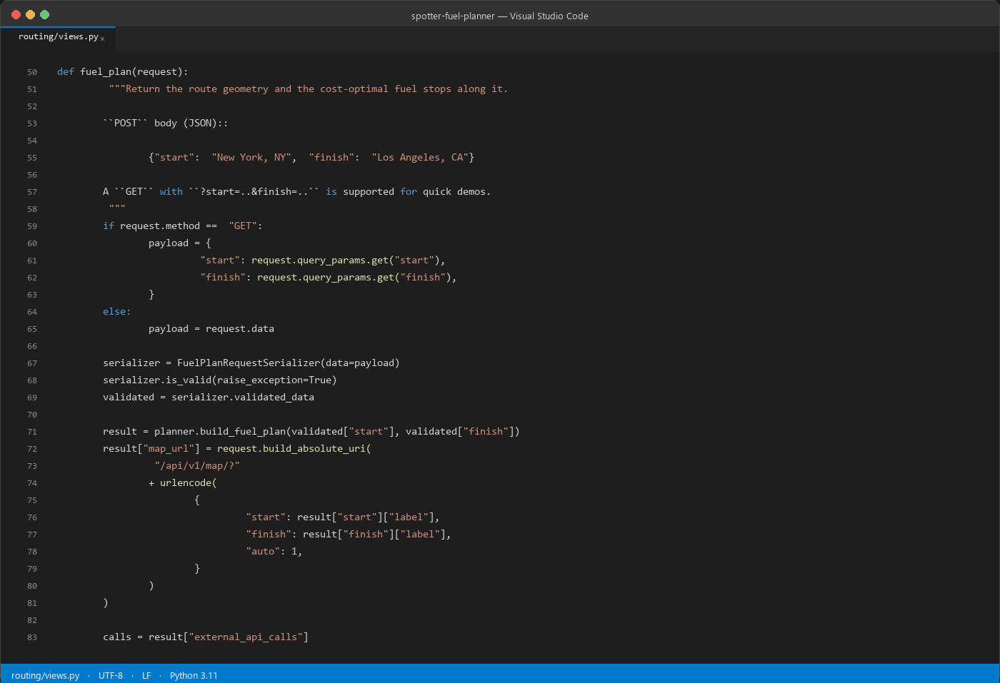 spotter-fuel-planner — Visual Studio Code
routing/views.py ×
50 def fuel_plan(request):
51 """Return the route geometry and the cost-optimal fuel stops along it.
52
53 ``POST`` body (JSON)::
54
55 {"start": "New York, NY", "finish": "Los Angeles, CA"}
56
57 A ``GET`` with ``?start=..&finish=..`` is supported for quick demos.
58 """
59 if request.method == "GET":
60 payload = {
61 "start": request.query_params.get("start"),
62 "finish": request.query_params.get("finish"),
63 }
64 else:
65 payload = request.data
66
67 serializer = FuelPlanRequestSerializer(data=payload)
68 serializer.is_valid(raise_exception=True)
69 validated = serializer.validated_data
70
71 result = planner.build_fuel_plan(validated["start"], validated["finish"])
72 result["map_url"] = request.build_absolute_uri(
73 "/api/v1/map/?"
74 + urlencode(
75 {
76 "start": result["start"]["label"],
77 "finish": result["finish"]["label"],
78 "auto": 1,
79 }
80 )
81 )
82
83 calls = result["external_api_calls"]
routing/views.py · UTF-8 · LF · Python 3.11